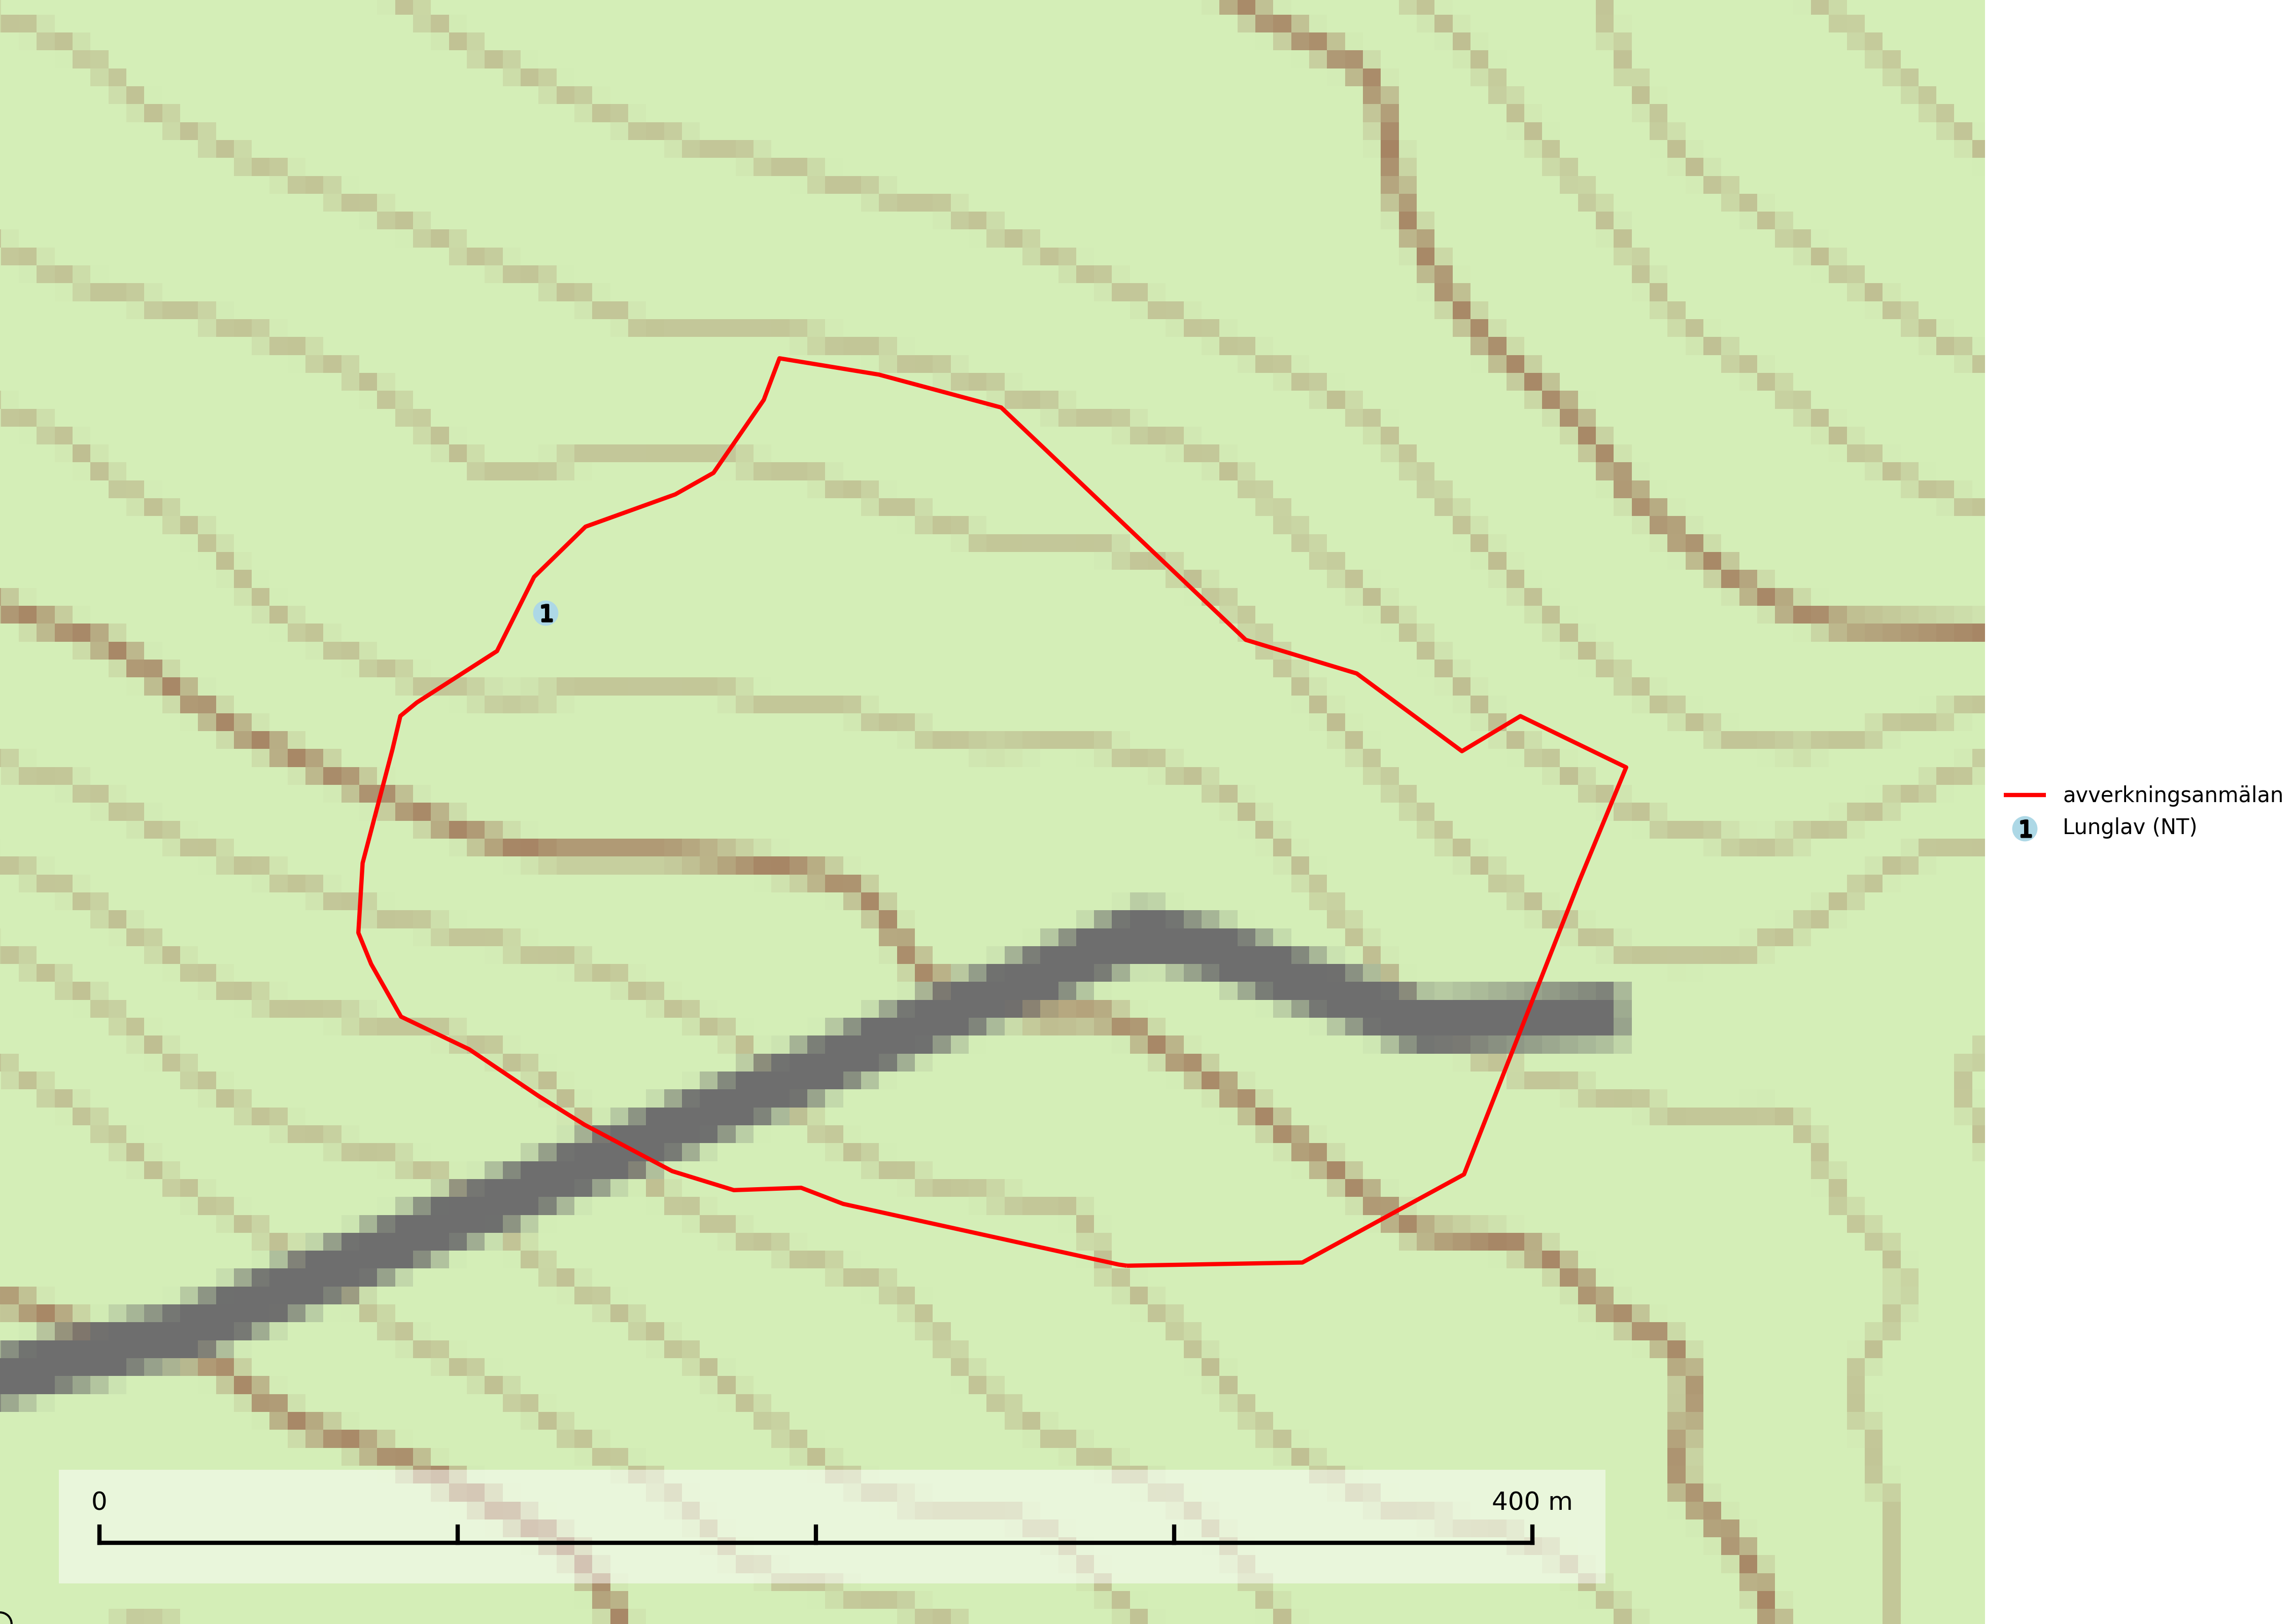 1
avverkningsanmälan
1 Lunglav (NT)
0 400 m